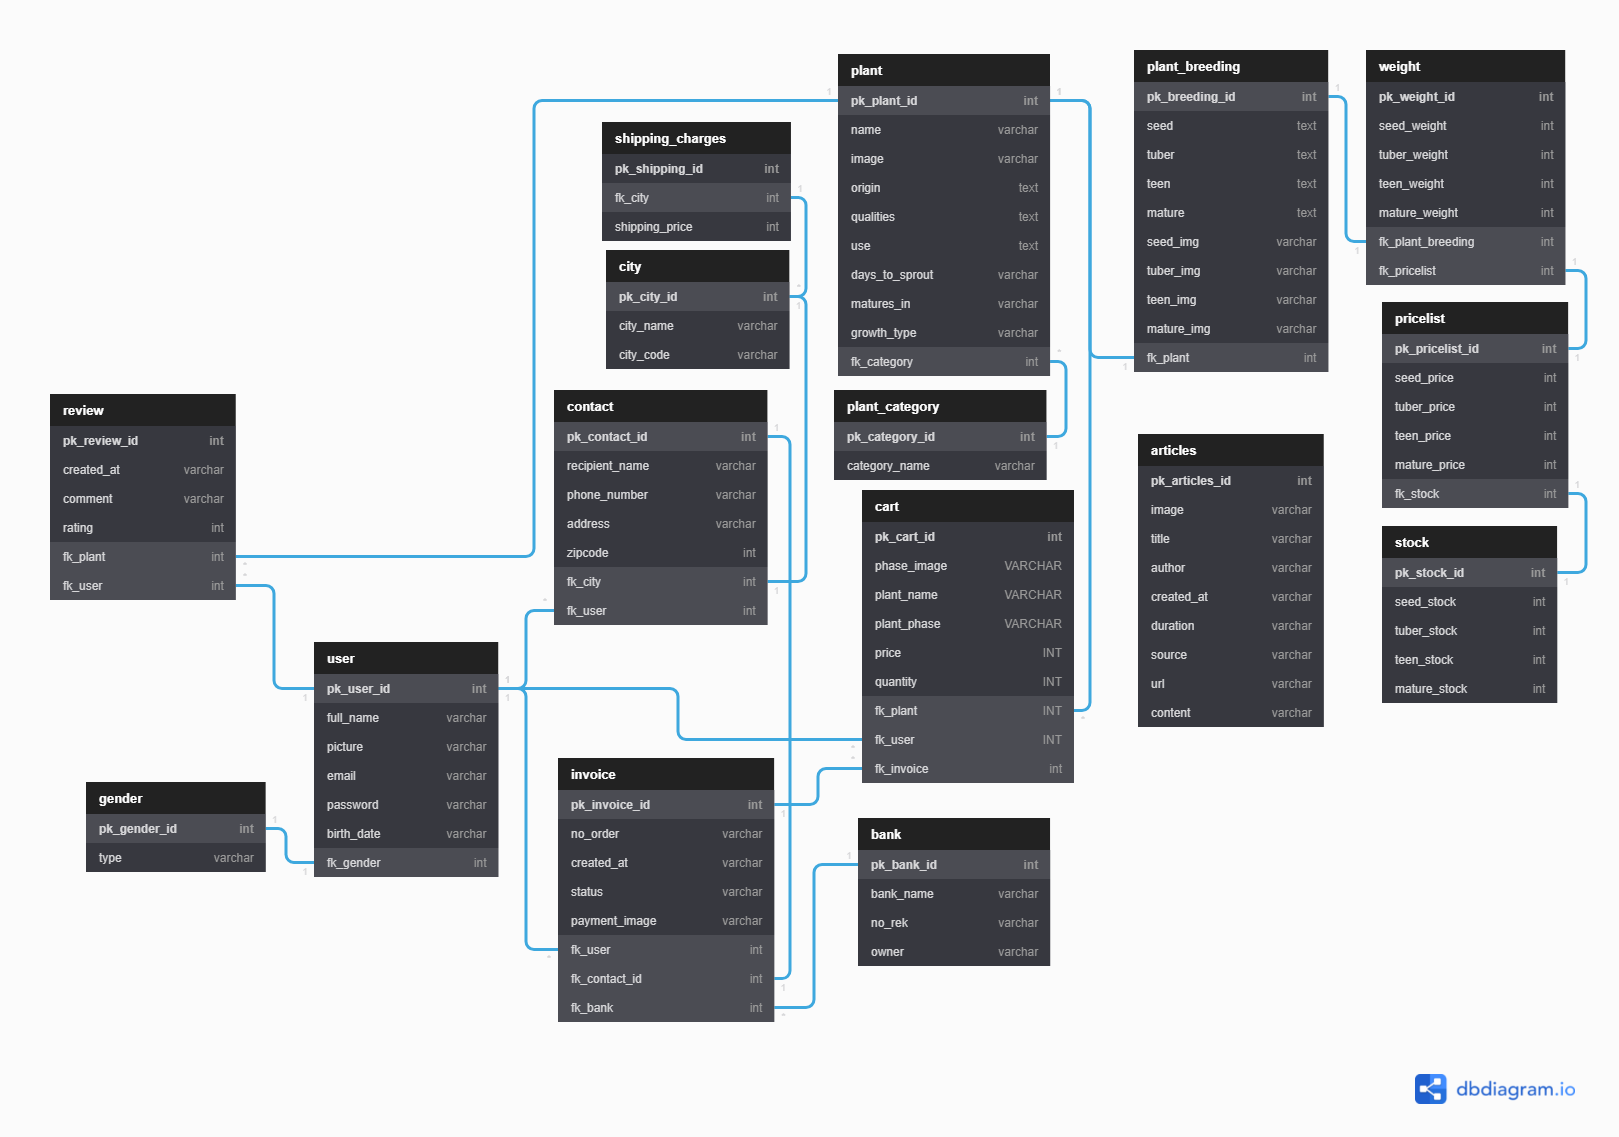 plant
pk_plant_id int
name varchar
image varchar
origin text
qualities text
use text
days_to_sprout varchar
matures_in varchar
growth_type varchar
fk_category int
plant_breeding
pk_breeding_id int
seed text
tuber text
teen text
mature text
seed_img varchar
tuber_img varchar
teen_img varchar
mature_img varchar
fk_plant int
weight
pk_weight_id int
seed_weight int
tuber_weight int
teen_weight int
mature_weight int
fk_plant_breeding int
fk_pricelist int
shipping_charges
pk_shipping_id int
fk_city int
shipping_price int
city
pk_city_id int
city_name varchar
city_code varchar
pricelist
pk_pricelist_id int
seed_price int
tuber_price int
teen_price int
mature_price int
fk_stock int
review
pk_review_id int
created_at varchar
comment varchar
rating int
fk_plant int
fk_user int
contact
pk_contact_id int
recipient_name varchar
phone_number varchar
address varchar
zipcode int
fk_city int
fk_user int
plant_category
pk_category_id int
category_name varchar
articles
pk_articles_id int
image varchar
title varchar
author varchar
created_at varchar
duration varchar
source varchar
url varchar
content varchar
cart
pk_cart_id int
phase_image VARCHAR
plant_name VARCHAR
plant_phase VARCHAR
price INT
quantity INT
fk_plant INT
fk_user INT
fk_invoice int
stock
pk_stock_id int
seed_stock int
tuber_stock int
teen_stock int
mature_stock int
user
pk_user_id int
full_name varchar
picture varchar
email varchar
password varchar
birth_date varchar
fk_gender int
gender
pk_gender_id int
type varchar
invoice
pk_invoice_id int
no_order varchar
created_at varchar
status varchar
payment_image varchar
fk_user int
fk_contact_id int
fk_bank int
bank
pk_bank_id int
bank_name varchar
no_rek varchar
owner varchar
dbdiagram.io